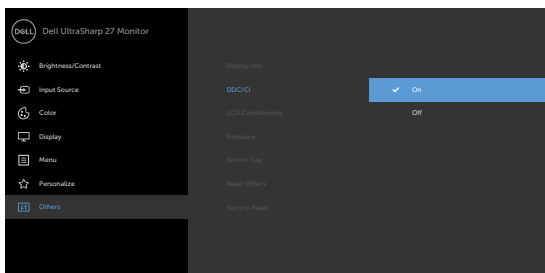 DELL
Dell UltraSharp 27 Monitor
Brightness/Contrast
Input Source
Color
Display
Menu
Personalize
Others
Display Info
DDC/CI
LCD Conditioning
Firmware
Service Tag
Reset Others
Factory Reset
On
Off